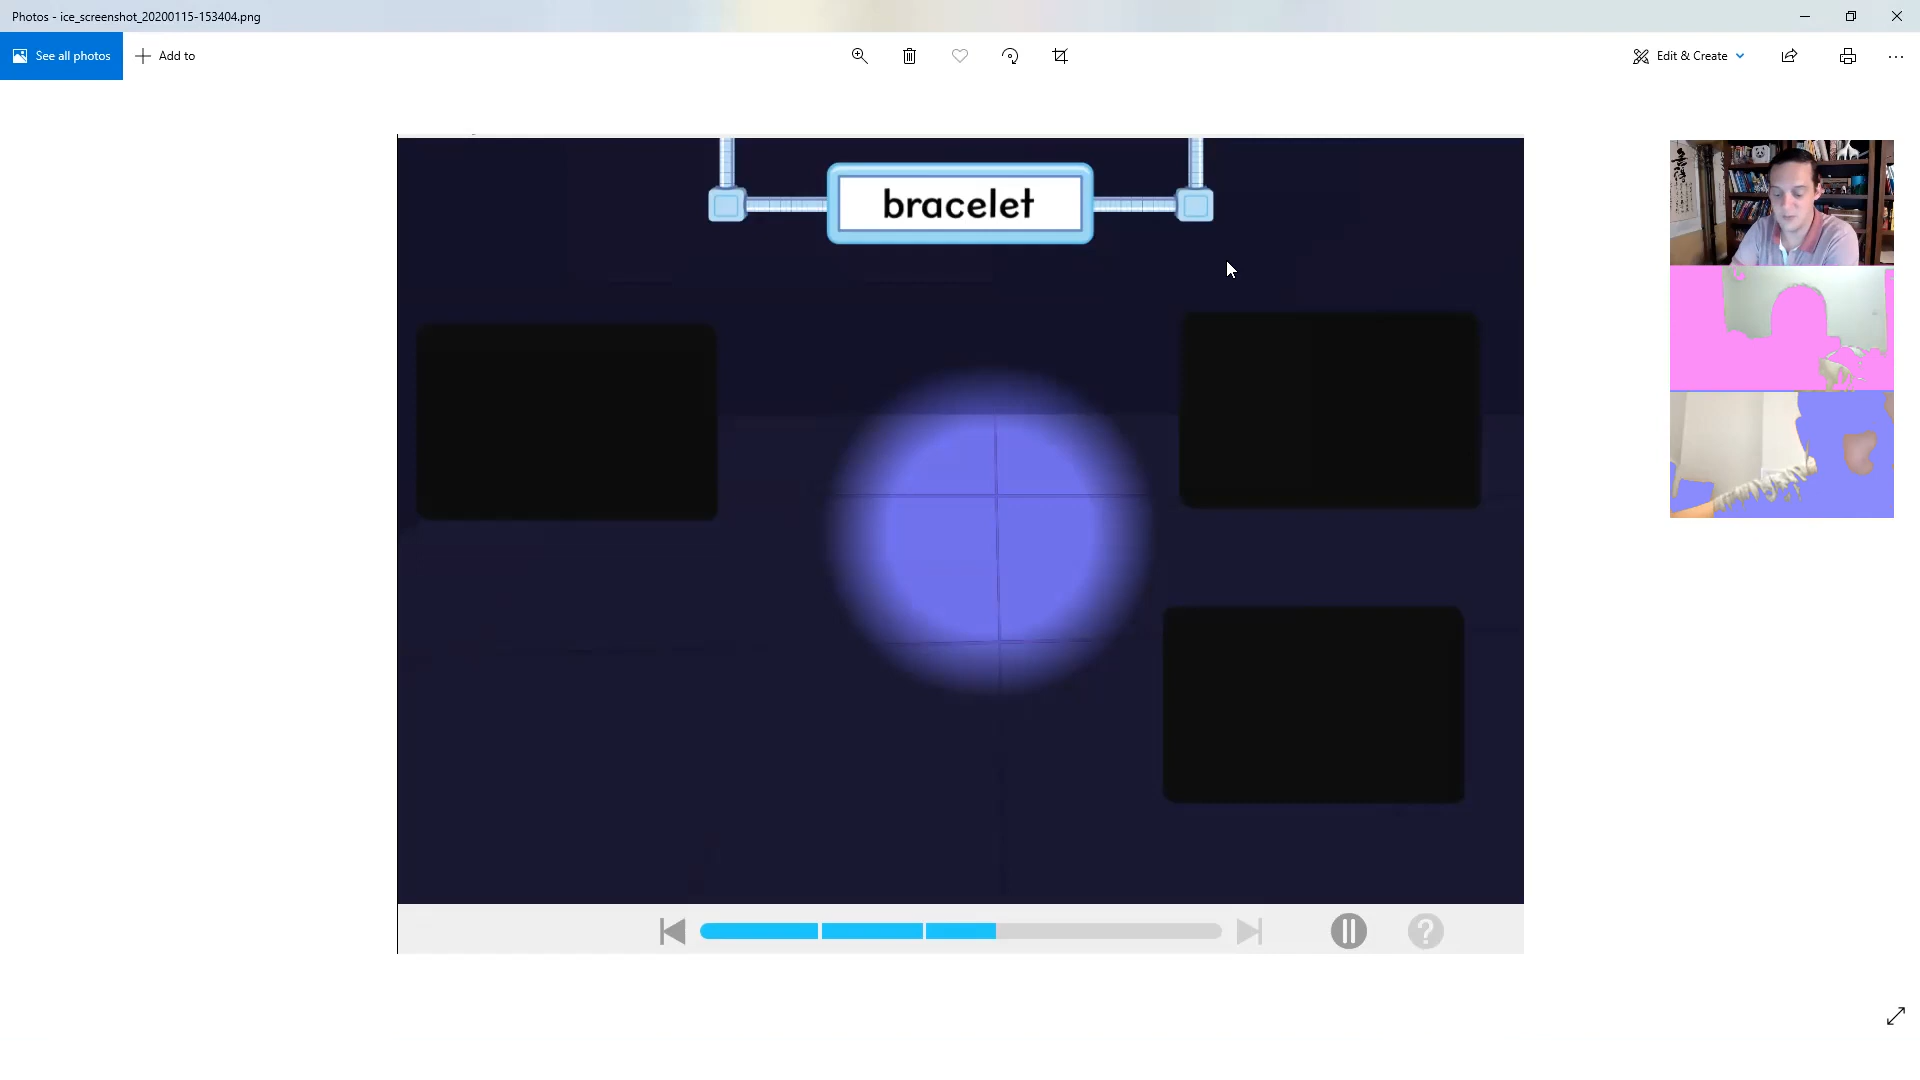 Photos - ice_screenshot_20200115-153404.png
See all photos
Add to
Edit & Create
bracelet
?